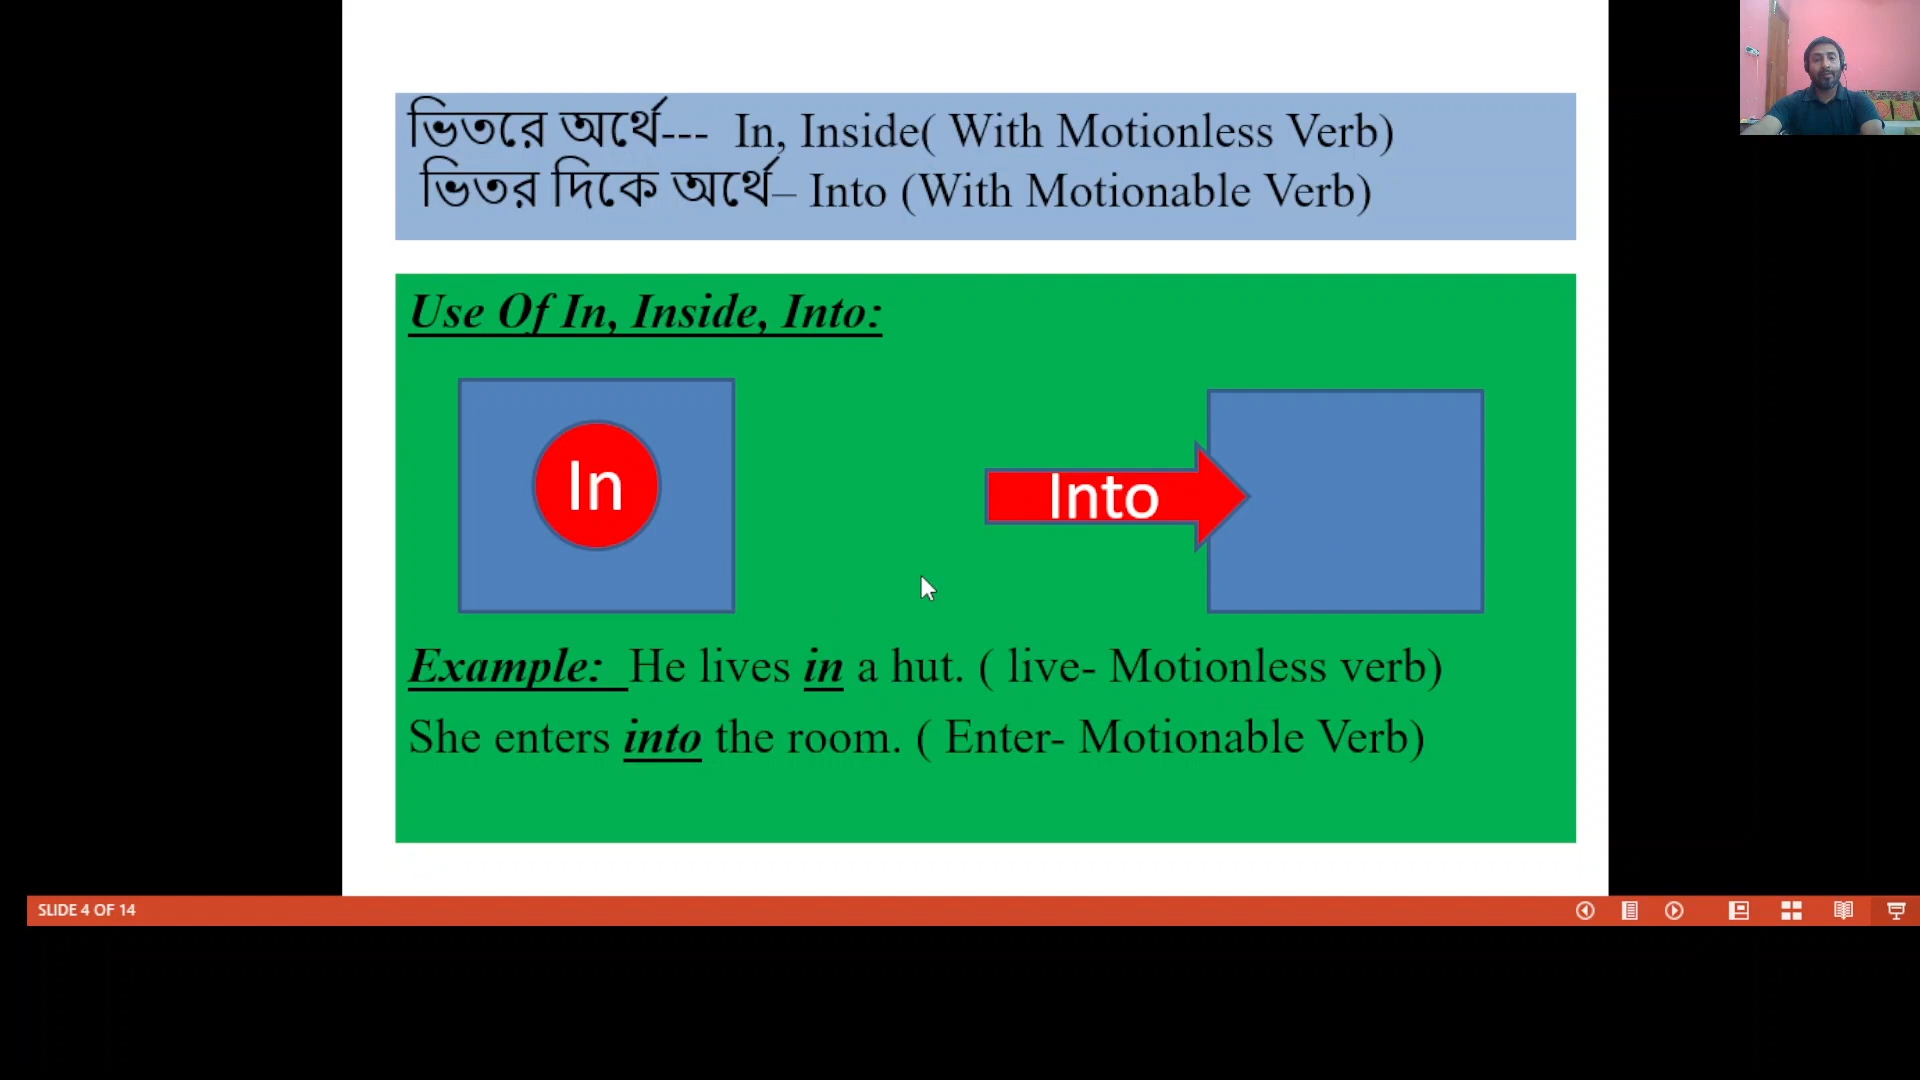 ভিতরে অর্থে--- In, Inside( With Motionless Verb)
ভিতর দিকে অর্থে– Into (With Motionable Verb)
Use Of In, Inside, Into:
In
Into
Example: He lives in a hut. ( live- Motionless verb)
She enters into the room. ( Enter- Motionable Verb)
SLIDE 4 OF 14